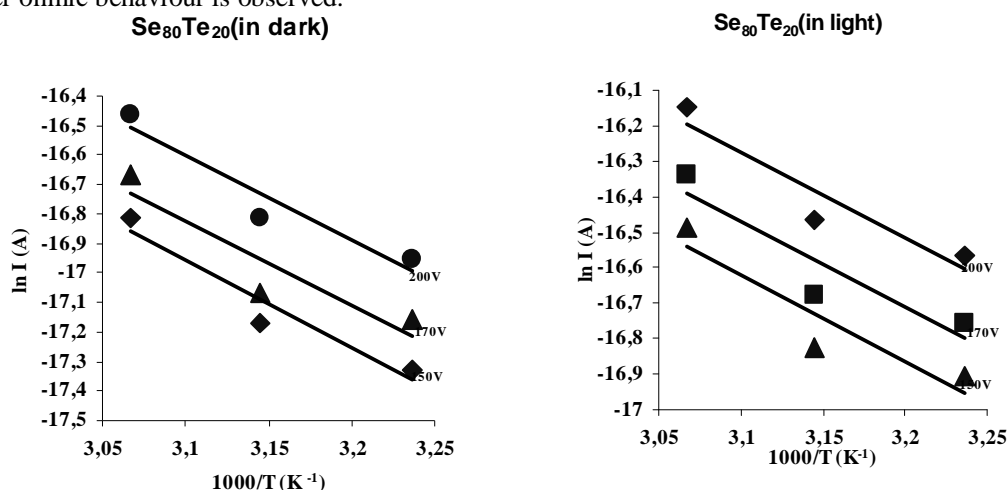 er ohmic behaviour is observed.
Se80Te20(in dark)
-16,4
-16,5
-16,6
-16,7
-16,8
-16,9
-17
-17,1
-17,2
-17,3
-17,4
-17,5
ln I (A)
200V
170V
150V
3,05
3,1
3,15
3,2
3,25
1000/T (K-1)
Se80Te20(in light)
-16,1
-16,2
-16,3
-16,4
-16,5
-16,6
-16,7
-16,8
-16,9
-17
ln I (A)
200V
170V
150V
3,05
3,1
3,15
3,2
3,25
1000/T (K-1)